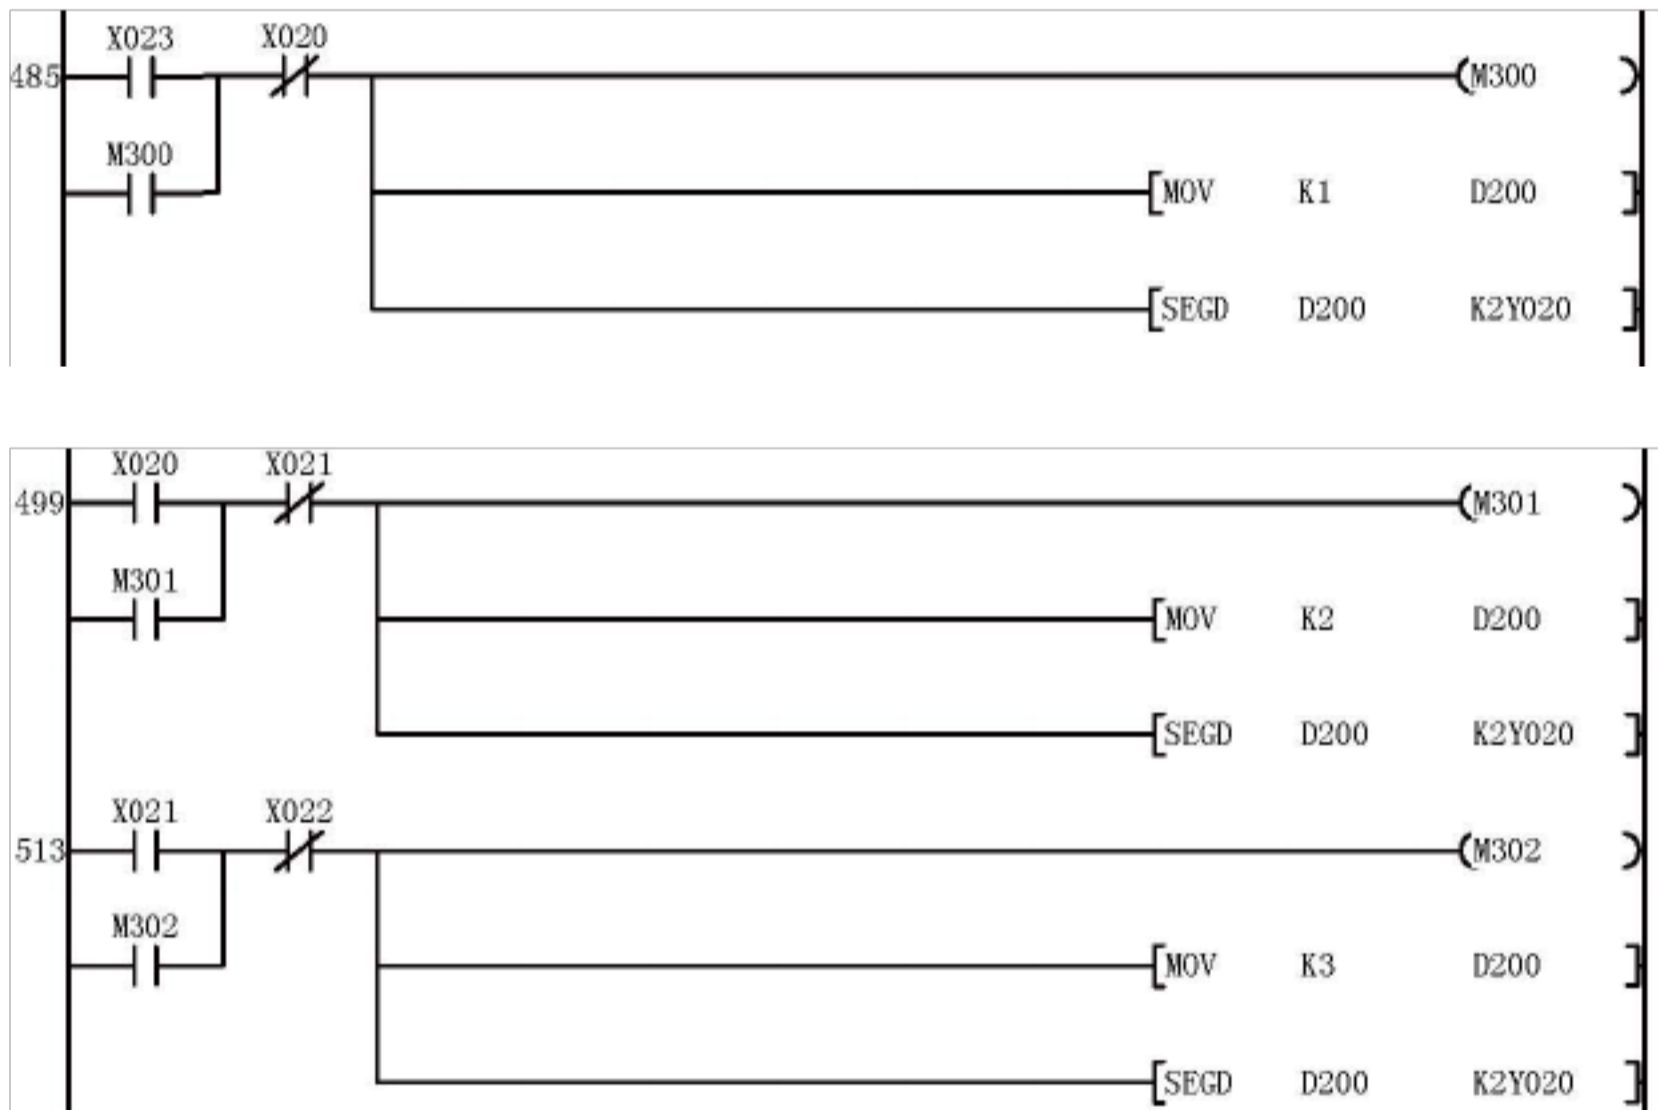 X023 X020
485 (M300 )
M300
[MOV K1 D200 ]
[SEGD D200 K2Y020 ]
X020 X021
499 (M301 )
M301
[MOV K2 D200 ]
[SEGD D200 K2Y020 ]
X021 X022
513 (M302 )
M302
[MOV K3 D200 ]
[SEGD D200 K2Y020 ]